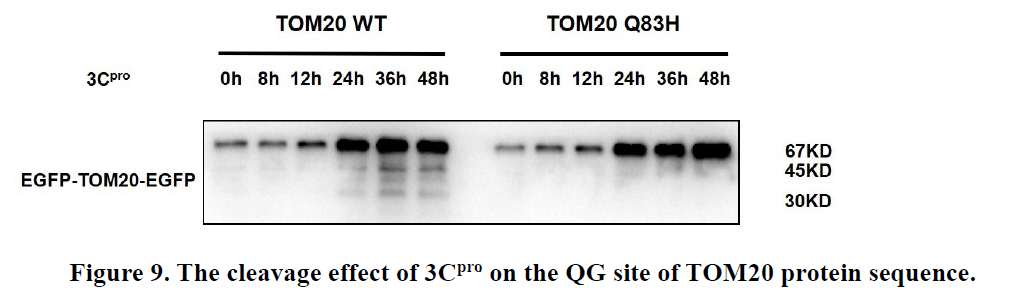 TOM20 WT TOM20 Q83H
3Cᵖʳᵒ 0h 8h 12h 24h 36h 48h 0h 8h 12h 24h 36h 48h
67KD
45KD
EGFP-TOM20-EGFP
30KD
Figure 9. The cleavage effect of 3Cᵖʳᵒ on the QG site of TOM20 protein sequence.